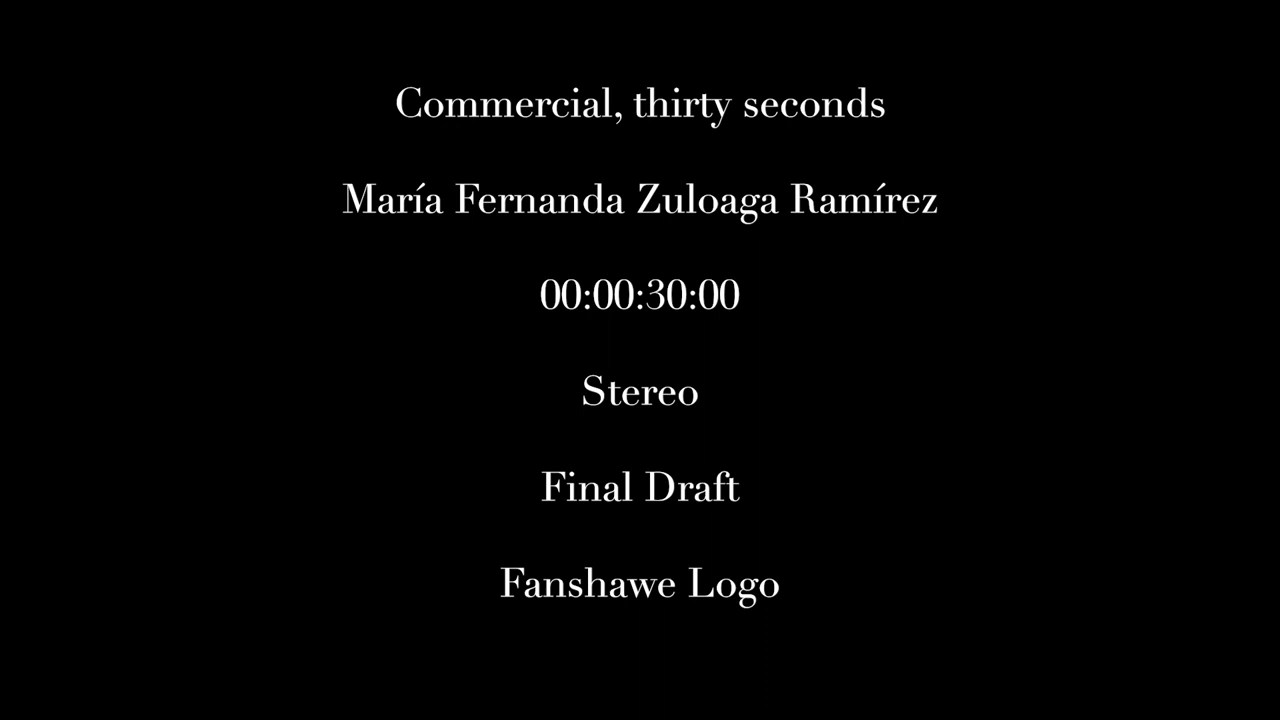 Commercial, thirty seconds
María Fernanda Zuloaga Ramírez
00:00:30:00
Stereo
Final Draft
Fanshawe Logo